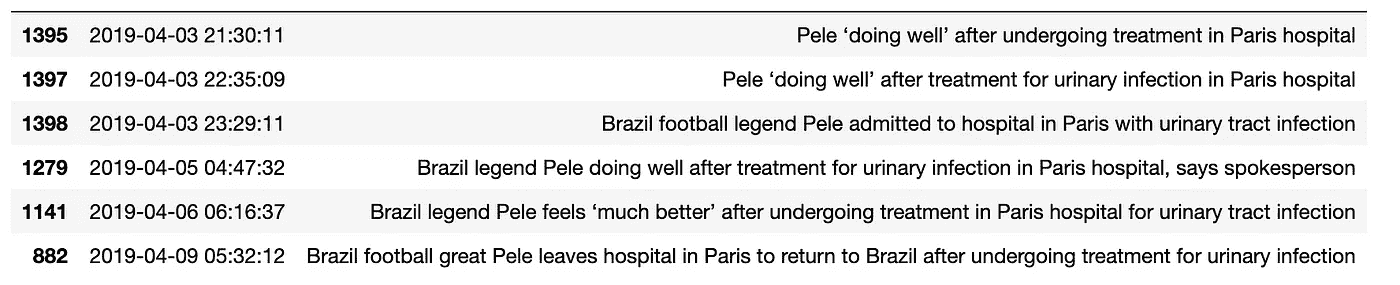 1395 2019-04-03 21:30:11 Pele ‘doing well’ after undergoing treatment in Paris hospital
1397 2019-04-03 22:35:09 Pele ‘doing well’ after treatment for urinary infection in Paris hospital
1398 2019-04-03 23:29:11 Brazil football legend Pele admitted to hospital in Paris with urinary tract infection
1279 2019-04-05 04:47:32 Brazil legend Pele doing well after treatment for urinary infection in Paris hospital, says spokesperson
1141 2019-04-06 06:16:37 Brazil legend Pele feels ‘much better’ after undergoing treatment in Paris hospital for urinary tract infection
882 2019-04-09 05:32:12 Brazil football great Pele leaves hospital in Paris to return to Brazil after undergoing treatment for urinary infection